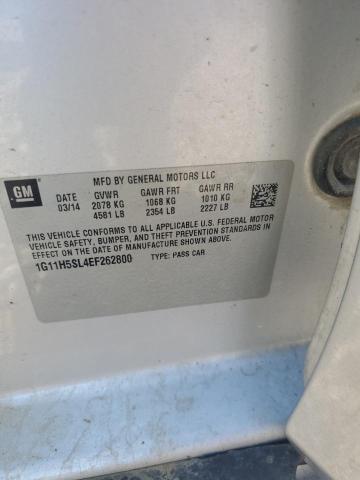 GM
MFD BY GENERAL MOTORS LLC
DATE GVWR GAWR FRT GAWR RR
03/14 2078 KG 1068 KG 1010 KG
4581 LB 2354 LB 2227 LB
THIS VEHICLE CONFORMS TO ALL APPLICABLE U.S. FEDERAL MOTOR
VEHICLE SAFETY, BUMPER, AND THEFT PREVENTION STANDARDS IN
EFFECT ON THE DATE OF MANUFACTURE SHOWN ABOVE.
1G11H5SL4EF262800 TYPE: PASS CAR